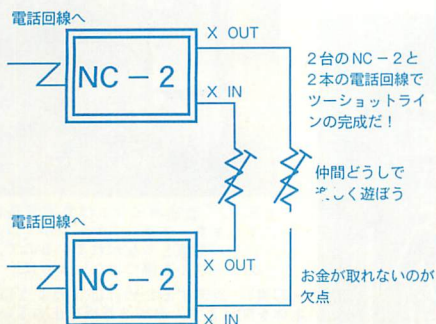 電話回線へ
X OUT
NC－2
X IN
2台のNC－2と
2本の電話回線で
ツーショットライ
ンの完成だ！
仲間どうしで
しく遊ぼう
電話回線へ
NC－2
X OUT
X IN
お金が取れないのが
欠点